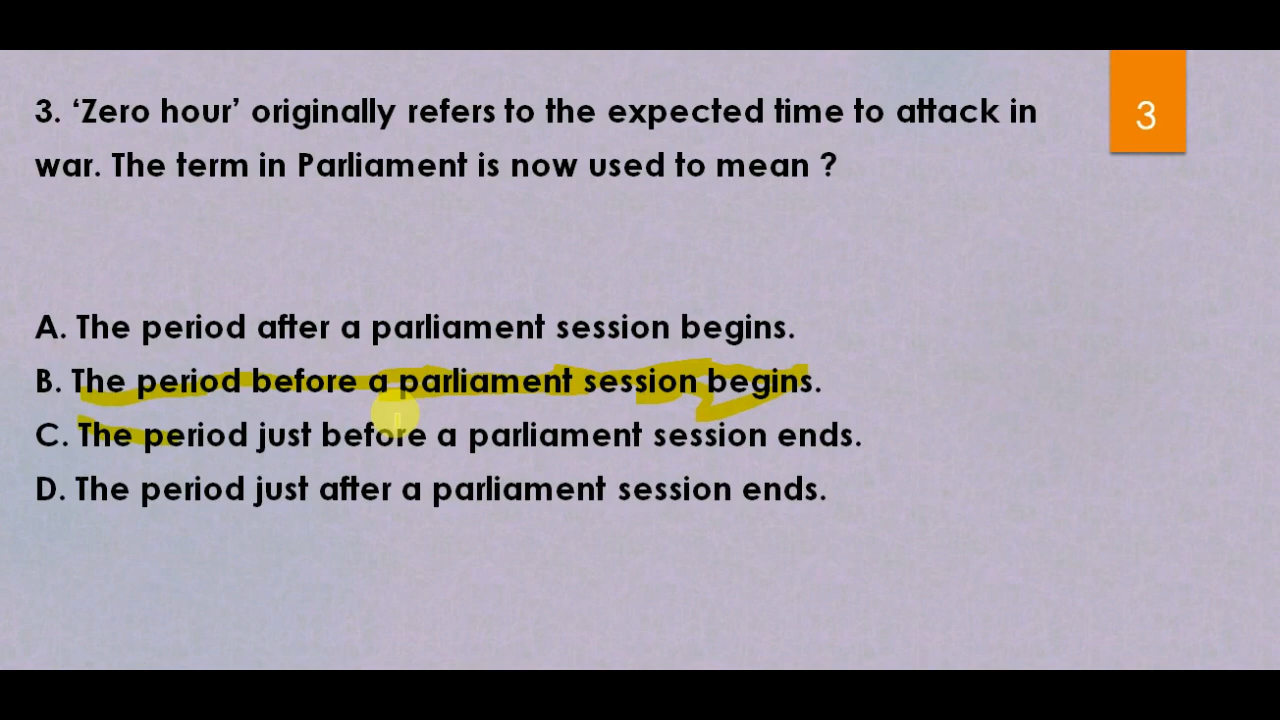 3. ‘Zero hour’ originally refers to the expected time to attack in
3
war. The term in Parliament is now used to mean ?
A. The period after a parliament session begins.
B. The period before a parliament session begins.
C. The period just before a parliament session ends.
D. The period just after a parliament session ends.